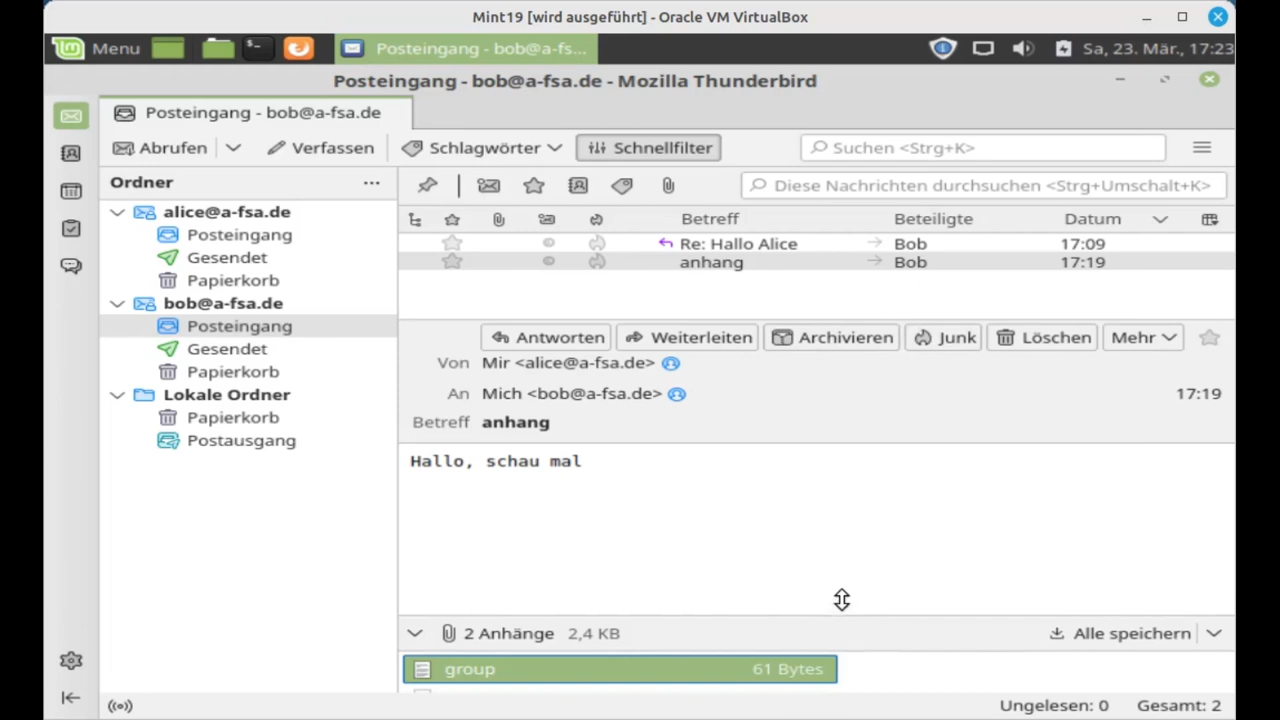 Mint19 [wird ausgeführt] - Oracle VM VirtualBox
Menu
Posteingang - bob@a-fs...
Sa, 23. Mär., 17:23
Posteingang - bob@a-fsa.de - Mozilla Thunderbird
Posteingang - bob@a-fsa.de
Abrufen
Verfassen
Schlagwörter
Schnellfilter
Suchen <Strg+K>
Ordner
Diese Nachrichten durchsuchen <Strg+Umschalt+K>
alice@a-fsa.de
Posteingang
Gesendet
Papierkorb
bob@a-fsa.de
Posteingang
Gesendet
Papierkorb
Lokale Ordner
Papierkorb
Postausgang
Betreff Beteiligte Datum
Re: Hallo Alice Bob 17:09
anhang Bob 17:19
Antworten Weiterleiten Archivieren Junk Löschen Mehr
Von Mir <alice@a-fsa.de>
An Mich <bob@a-fsa.de> 17:19
Betreff anhang
Hallo, schau mal
2 Anhänge 2,4 KB Alle speichern
group 61 Bytes
Ungelesen: 0 Gesamt: 2